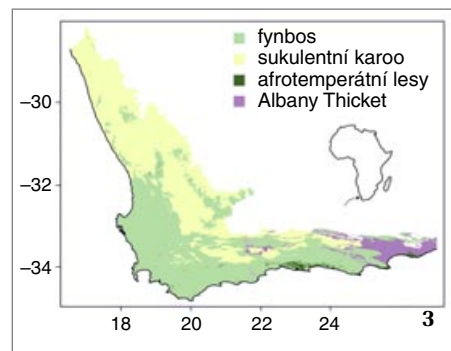 fynbos
sukulentní karoo
afrotemperátní lesy
Albany Thicket
–30
–32
–34
18 20 22 24
3